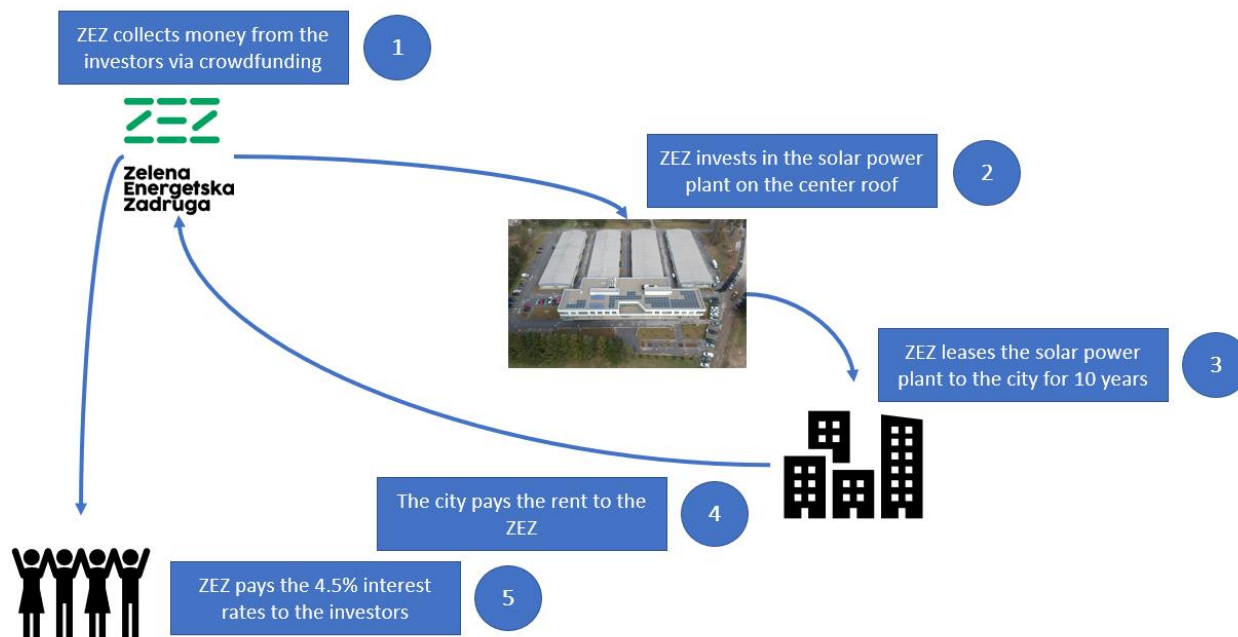 ZEZ collects money from the
investors via crowdfunding
1
ZEZ
Zelena
Energetska
Zadruga
ZEZ invests in the solar power
plant on the center roof
2
ZEZ leases the solar power
plant to the city for 10 years
3
The city pays the rent to the
ZEZ
4
ZEZ pays the 4.5% interest
rates to the investors
5